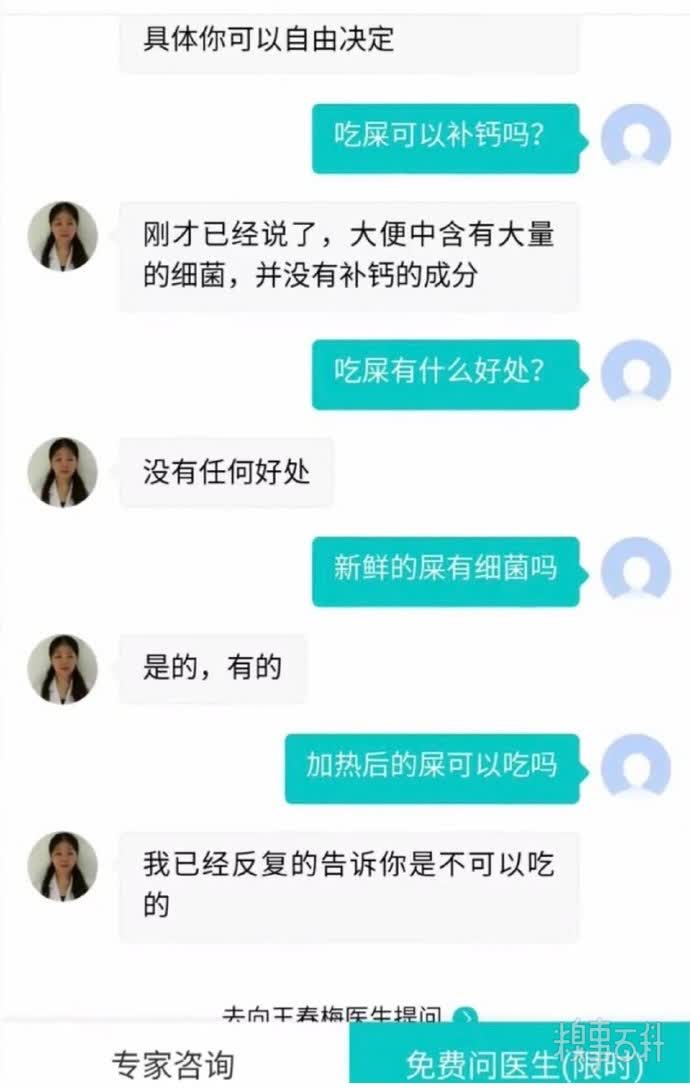 具体你可以自由决定
吃屎可以补钙吗？
刚才已经说了，大便中含有大量
的细菌，并没有补钙的成分
吃屎有什么好处？
没有任何好处
新鲜的屎有细菌吗
是的，有的
加热后的屎可以吃吗
我已经反复的告诉你是不可以吃
的
去向王春梅医生提问
专家咨询
免费问医生(限时)
糗事百科